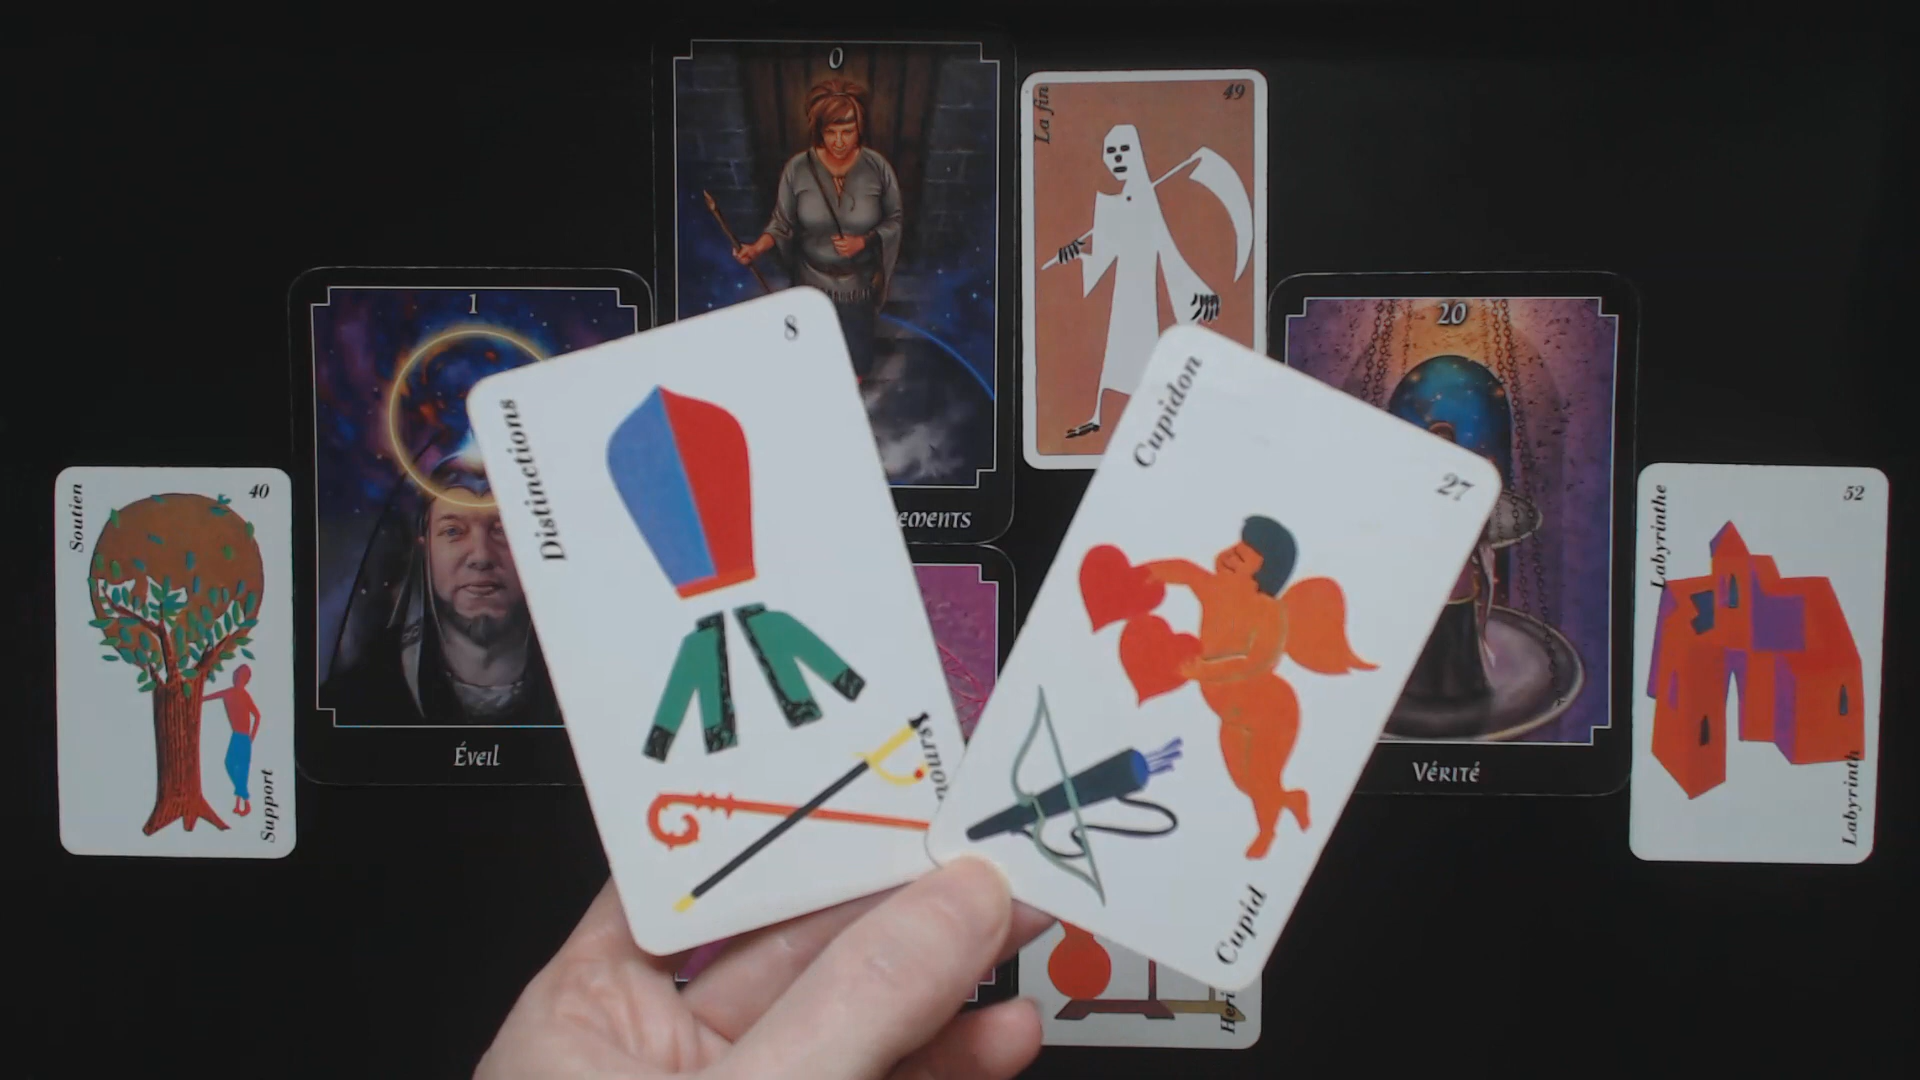 0
La fin
49
1
20
8
Distinctions
Cupidon
27
Soutien
40
Labyrinthe
52
Éveil
Vérité
Support
Labyrinth
Cupid